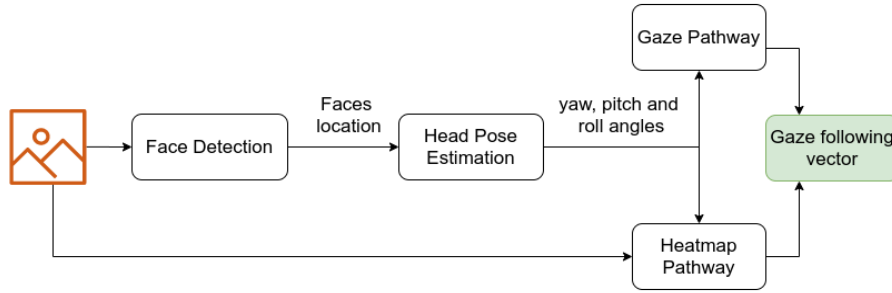 Gaze Pathway
Faces
location
yaw, pitch and
roll angles
Face Detection
Head Pose
Estimation
Gaze following
vector
Heatmap
Pathway